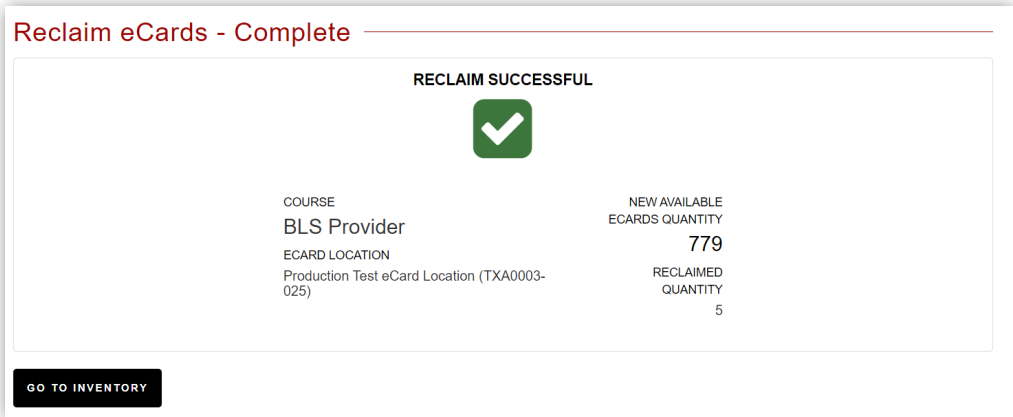 Reclaim eCards - Complete
RECLAIM SUCCESSFUL
COURSE
BLS Provider
ECARD LOCATION
Production Test eCard Location (TXA0003-
025)
NEW AVAILABLE
ECARDS QUANTITY
779
RECLAIMED
QUANTITY
5
GO TO INVENTORY